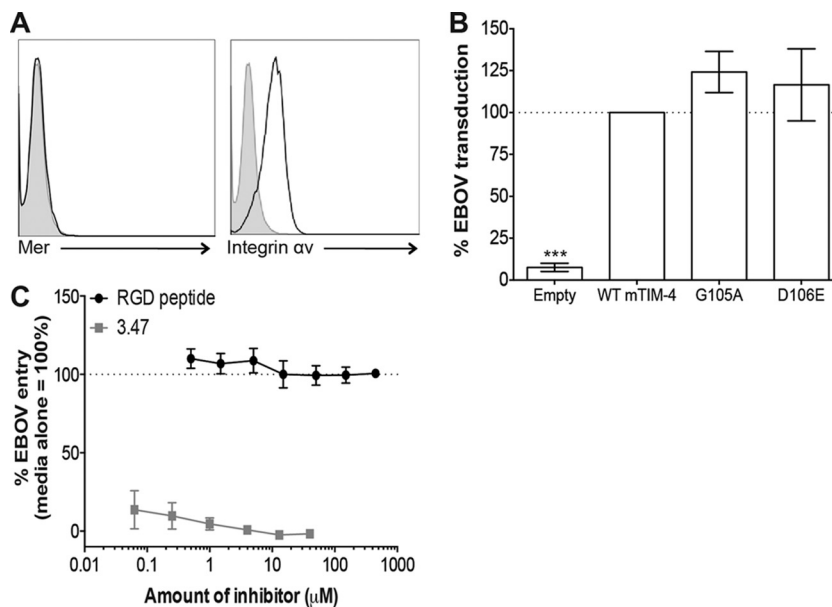 A
Mer
Integrin αv
B
% EBOV transduction
150
125
100
75
50
25
0
***
Empty
WT mTIM-4
G105A
D106E
C
RGD peptide
3.47
% EBOV entry
(media alone = 100%)
150
100
50
0
0.01
0.1
1
10
100
1000
Amount of inhibitor (μM)